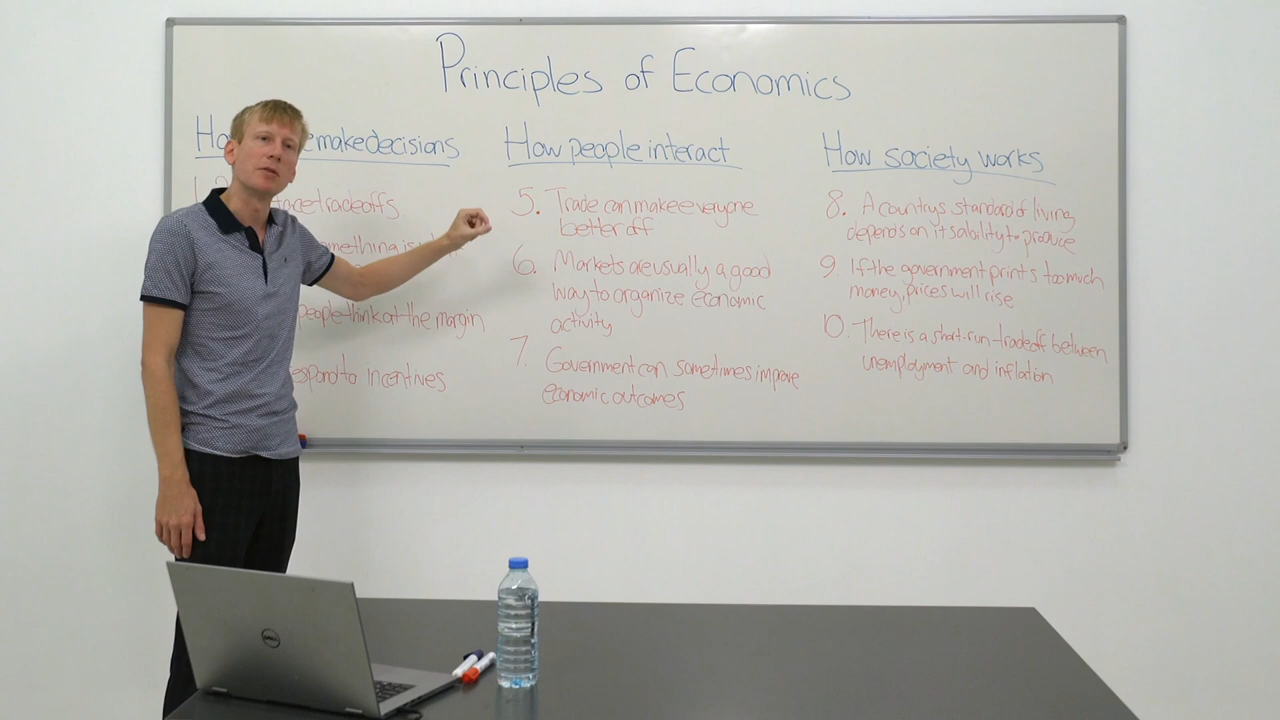 Principles of Economics
makedecisions
face tradeoffs
something is
people think at the margin
respond to incentives
How people interact
5. Trade can make everyone
better off
6. Markets are usually a good
way to organize economic
activity
7. Government can sometimes improve
economic outcomes
How society works
8. A country's standard of living
depends on its ability to produce
9 If the government prints too much
money, prices will rise
10. There is a short-run-tradeoff between
unemployment and inflation
DELL